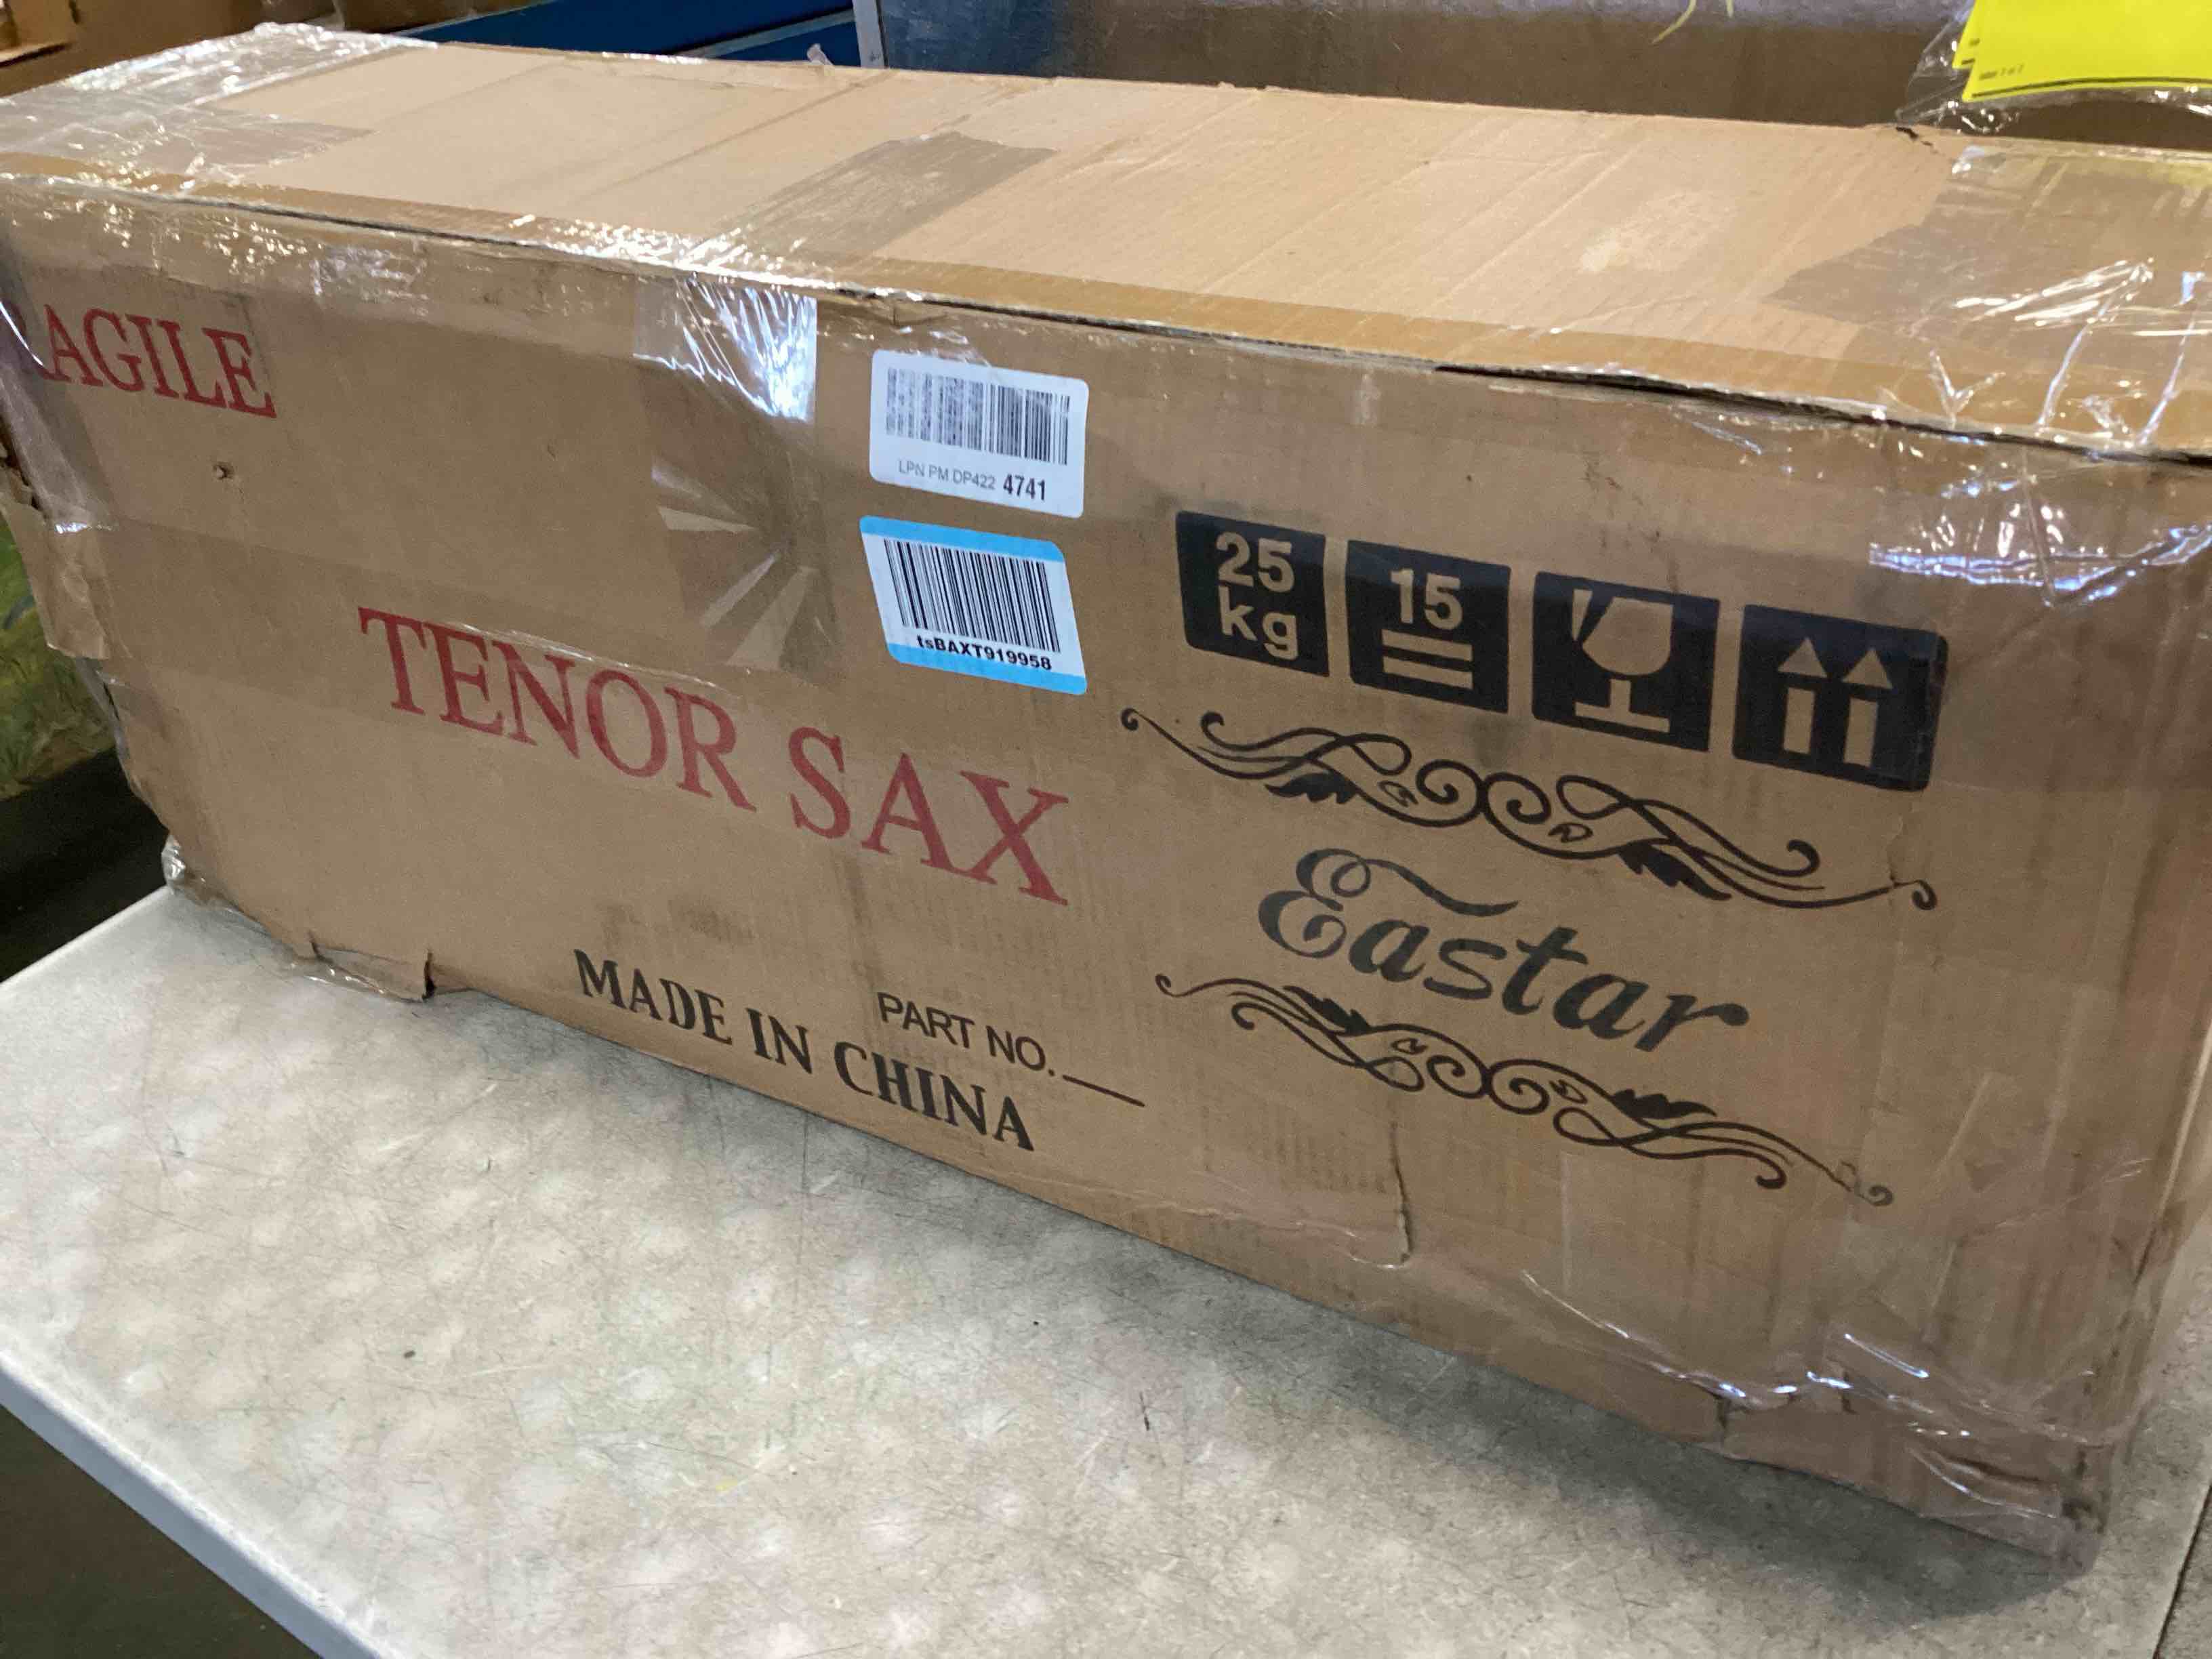 AGILE
LPN PM DP422 4741
tsBAXT919958
25
kg
15
TENOR SAX
Eastar
PART NO.
MADE IN CHINA